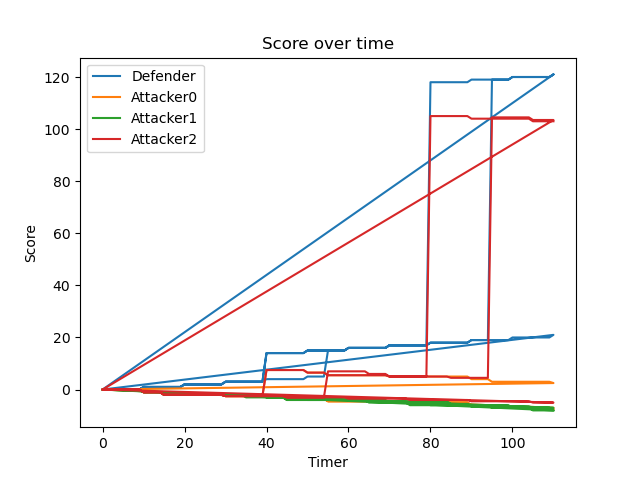 Score over time
Defender
Attacker0
Attacker1
Attacker2
Score
120
100
80
60
40
20
0
0 20 40 60 80 100
Timer